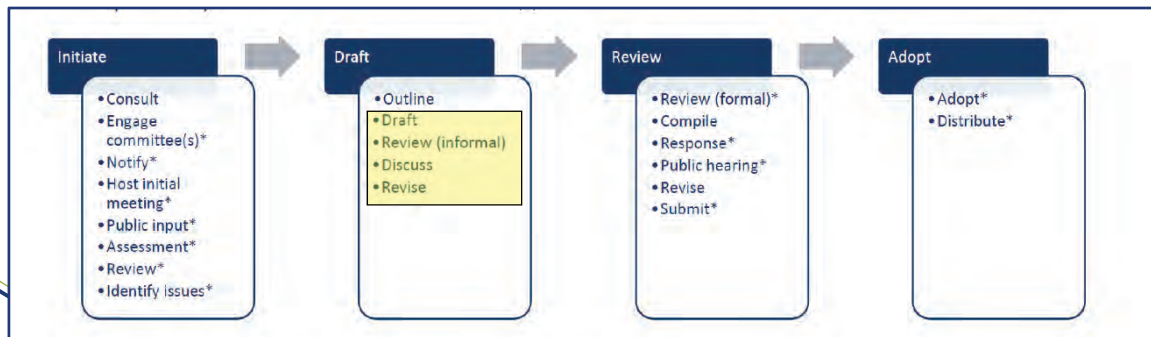 Initiate
• Consult
• Engage
committee(s)*
• Notify*
• Host initial
meeting*
• Public input*
• Assessment*
• Review*
• Identify issues*
Draft
• Outline
• Draft
• Review (informal)
• Discuss
• Revise
Review
• Review (formal)*
• Compile
• Response*
• Public hearing*
• Revise
• Submit*
Adopt
• Adopt*
• Distribute*